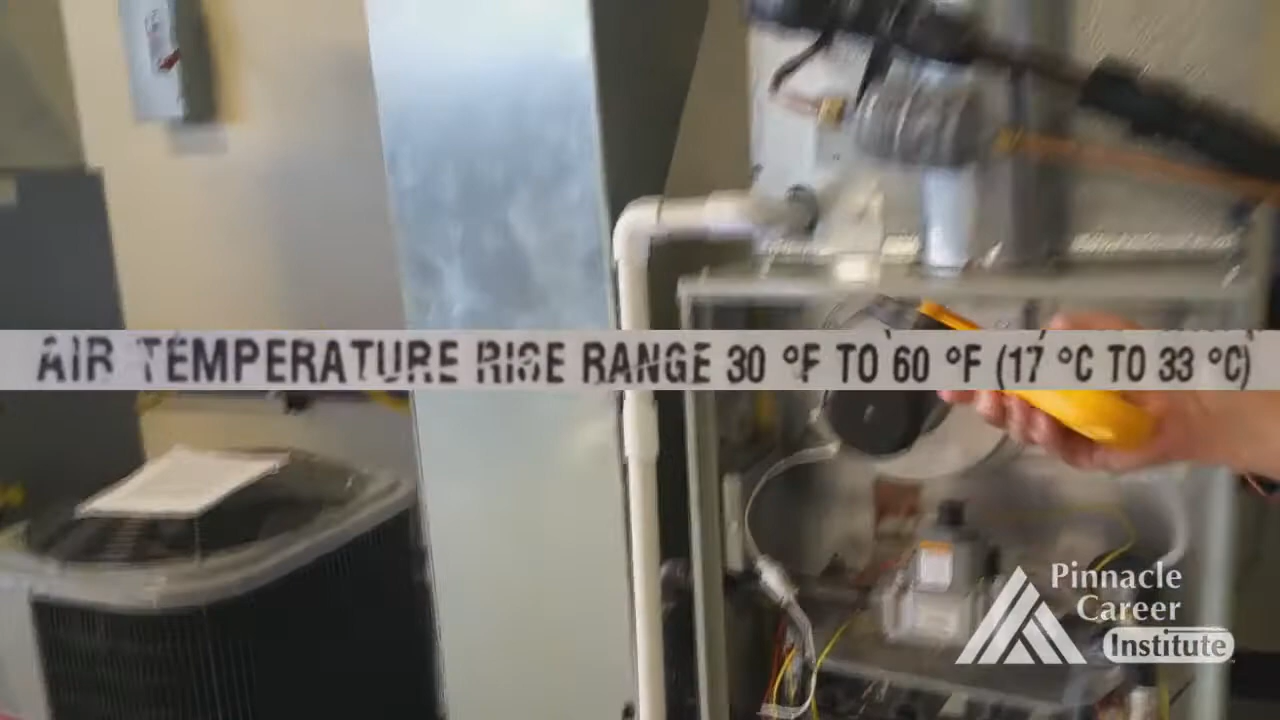 AIR TEMPERATURE RISE RANGE 30 °F TO 60 °F (17 °C TO 33 °C)
Pinnacle
Career
Institute